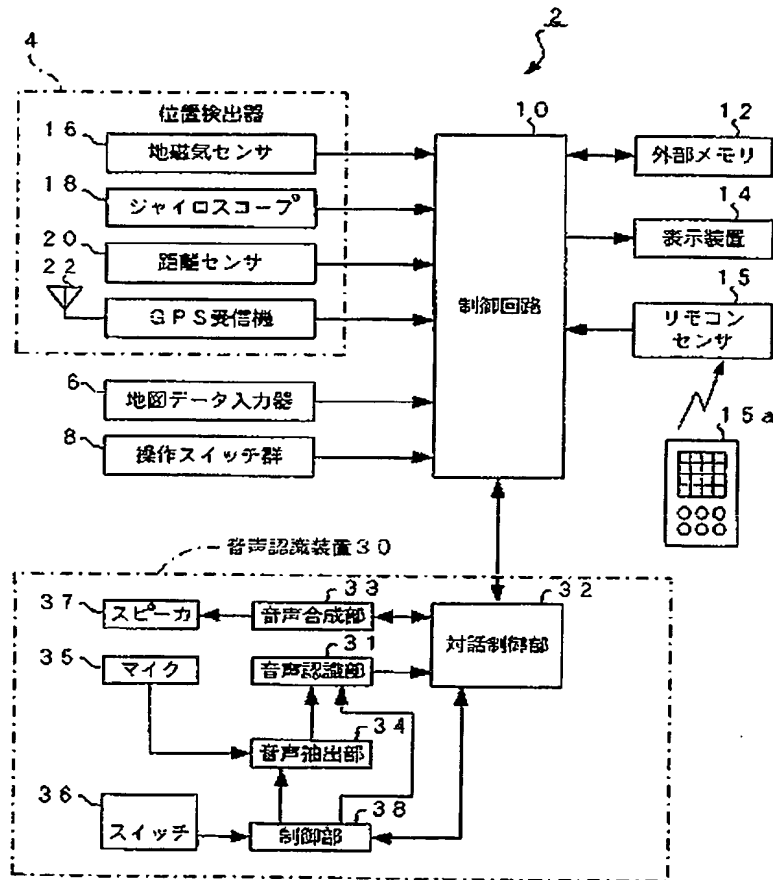 2
4
位置検出器
16
地磁気センサ
18
ジャイロスコープ
20
距離センサ
22
GPS受信機
6
地図データ入力器
8
操作スイッチ群
10
制御回路
12
外部メモリ
14
表示装置
15
リモコン
センサ
15a
音声認識装置30
37
スピーカ
33
音声合成部
32
対話制御部
35
マイク
31
音声認識部
34
音声抽出部
36
スイッチ
38
制御部